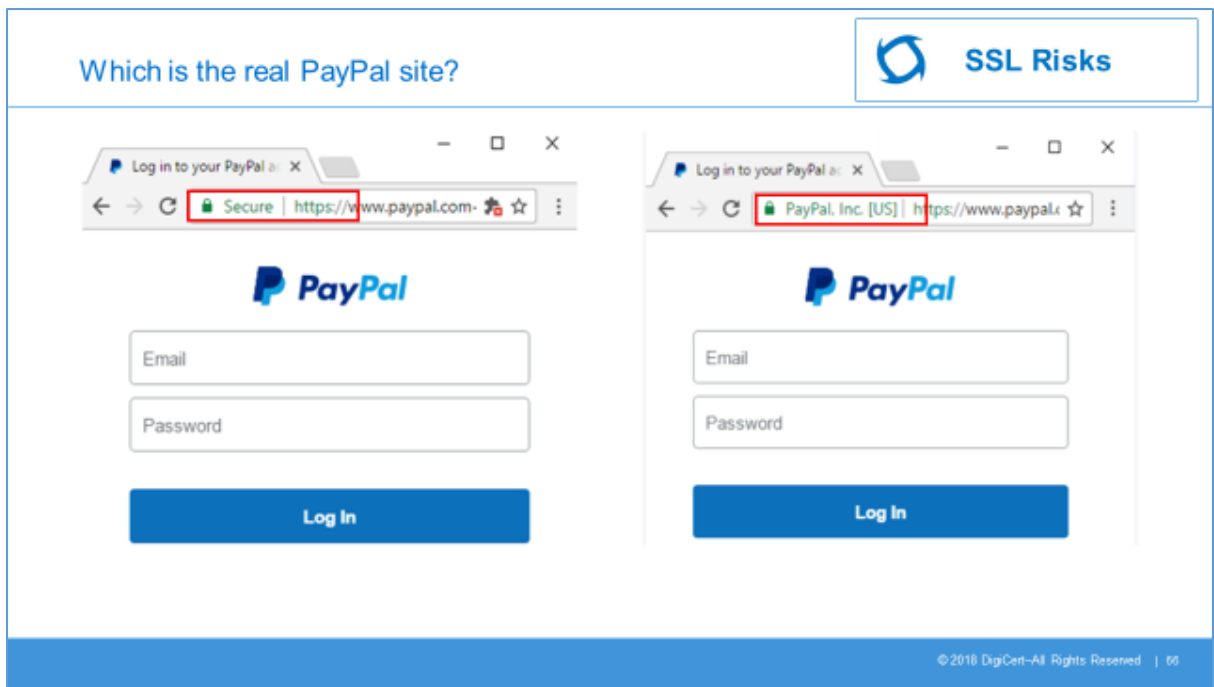 Which is the real PayPal site?
SSL Risks
Log in to your PayPal ac
Secure | https://www.paypal.com-
PayPal
Email
Password
Log In
Log in to your PayPal ac
PayPal, Inc. [US] | https://www.paypal.c
PayPal
Email
Password
Log In
©2018 DigiCert–All Rights Reserved | 66